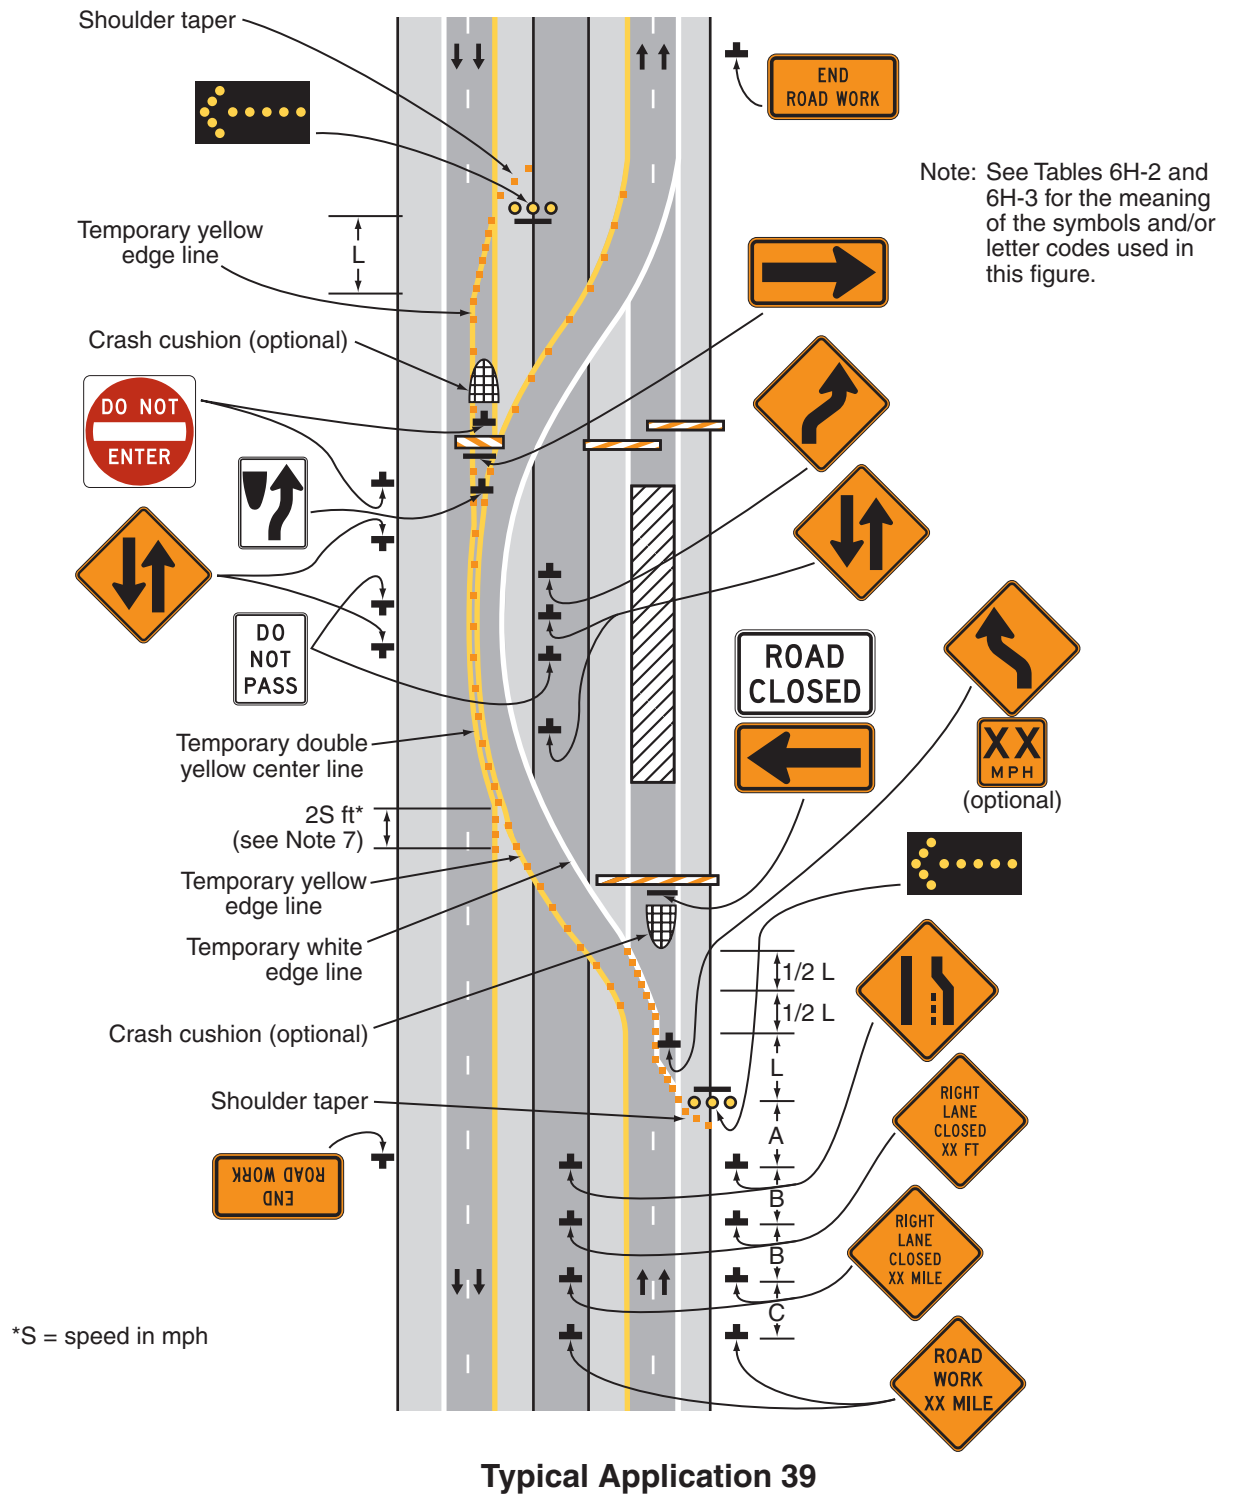 Shoulder taper
END
ROAD WORK
Note: See Tables 6H-2 and
6H-3 for the meaning
of the symbols and/or
letter codes used in
this figure.
Temporary yellow
edge line
L
Crash cushion (optional)
DO NOT
ENTER
DO
NOT
PASS
ROAD
CLOSED
XX
MPH
(optional)
Temporary double
yellow center line
2S ft*
(see Note 7)
Temporary yellow
edge line
Temporary white
edge line
Crash cushion (optional)
1/2 L
1/2 L
L
Shoulder taper
A
RIGHT
LANE
CLOSED
XX FT
END
ROAD WORK
B
B
RIGHT
LANE
CLOSED
XX MILE
C
*S = speed in mph
ROAD
WORK
XX MILE
Typical Application 39